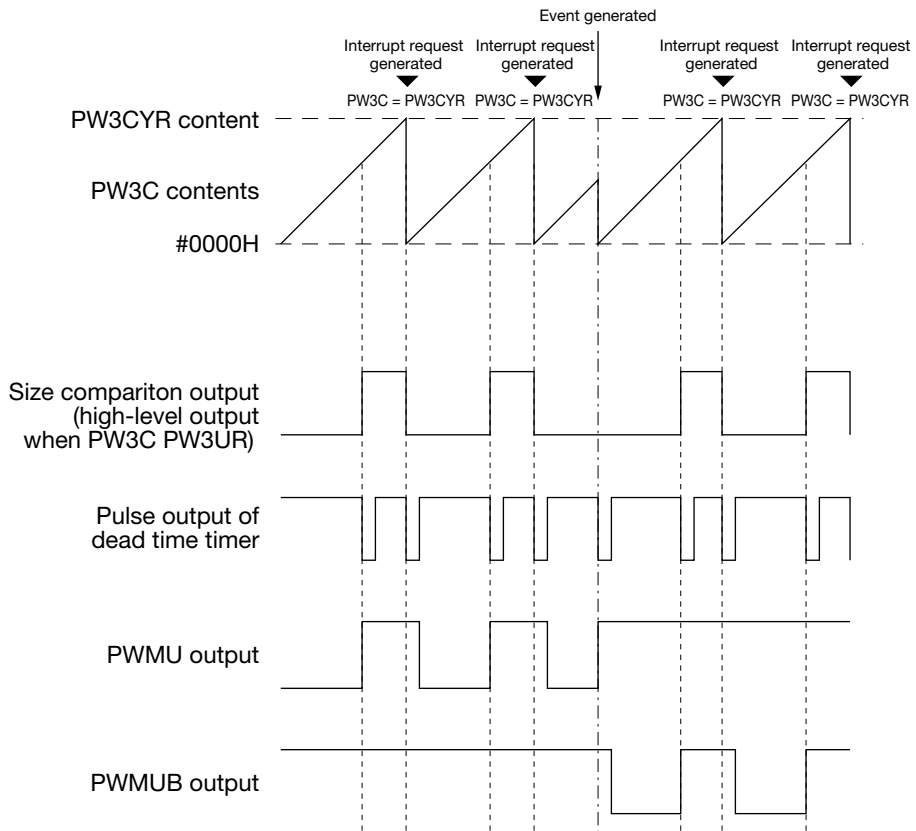 Event generated
Interrupt request generated
Interrupt request generated
Interrupt request generated
Interrupt request generated
PW3C = PW3CYR
PW3C = PW3CYR
PW3C = PW3CYR
PW3C = PW3CYR
PW3CYR content
PW3C contents
#0000H
Size compariton output
(high-level output
when PW3C PW3UR)
Pulse output of
dead time timer
PWMU output
PWMUB output